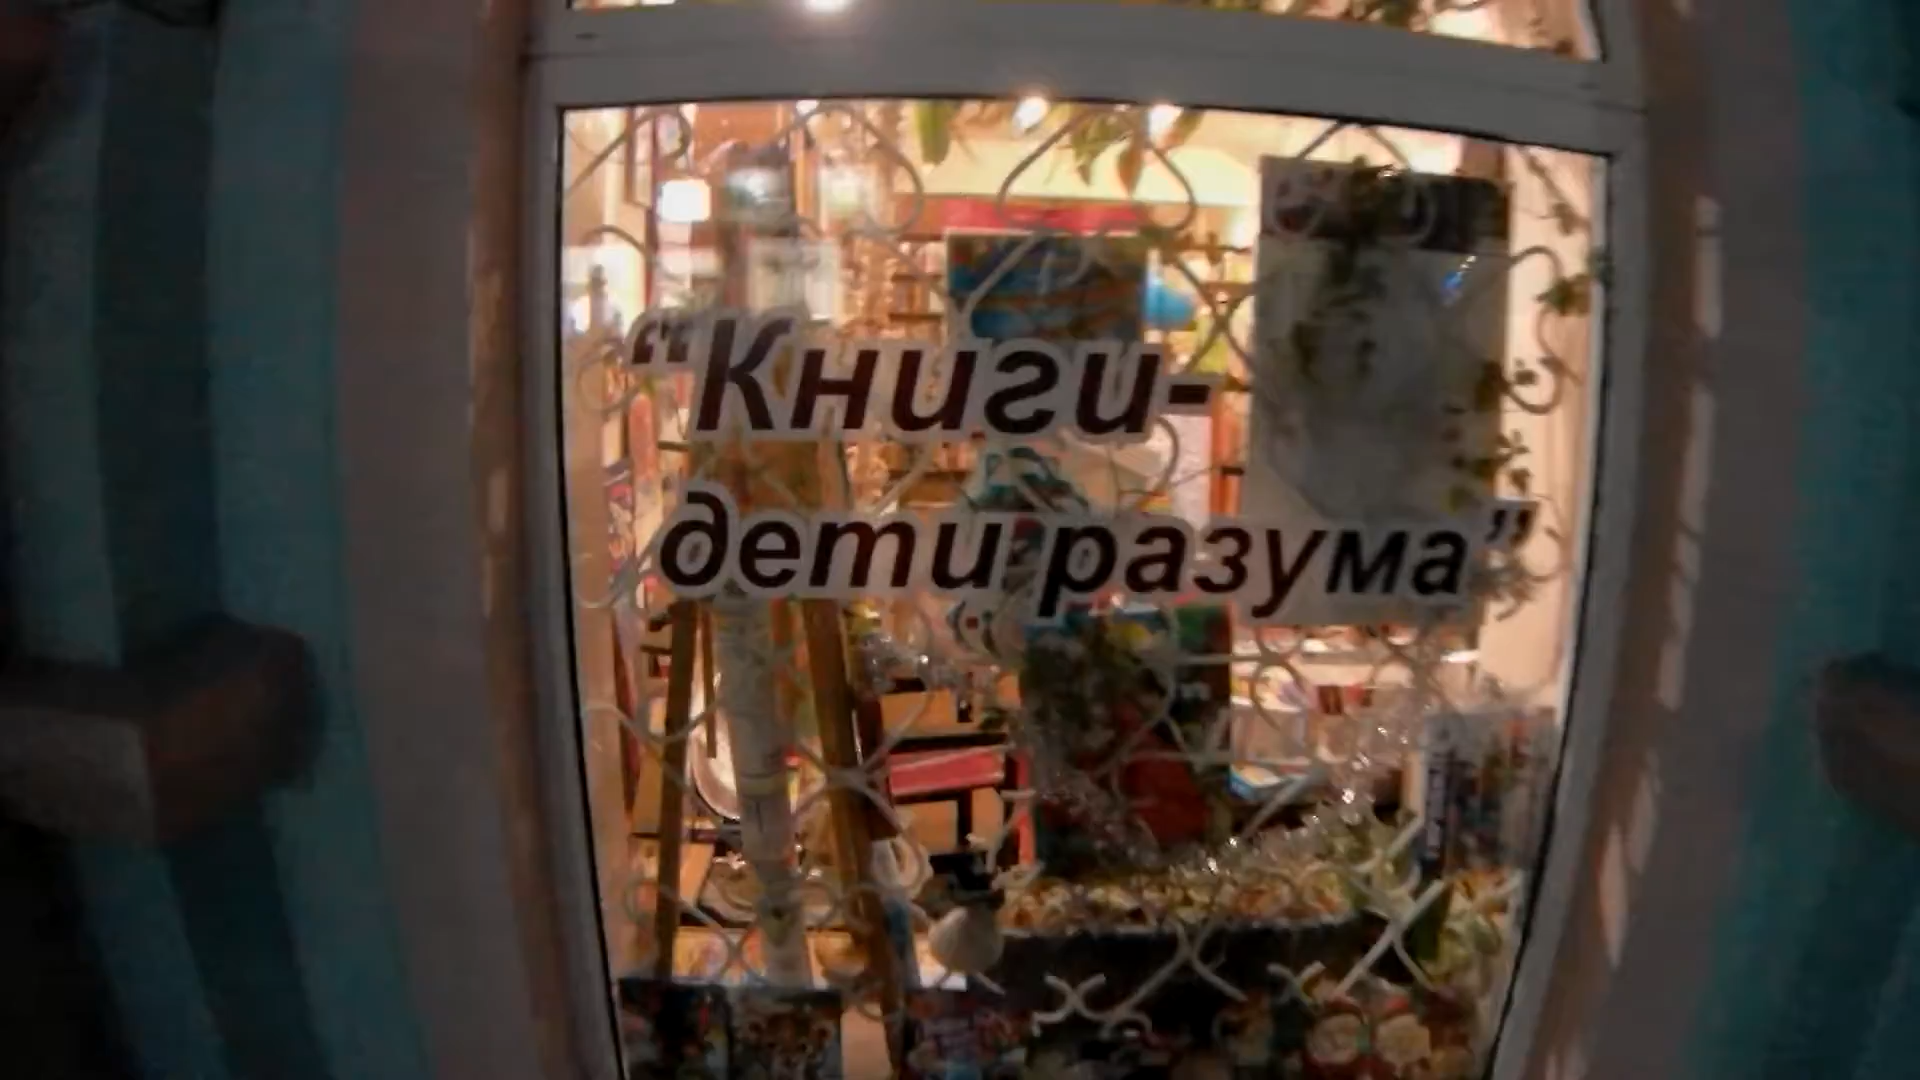 “Книги-
дети разума”